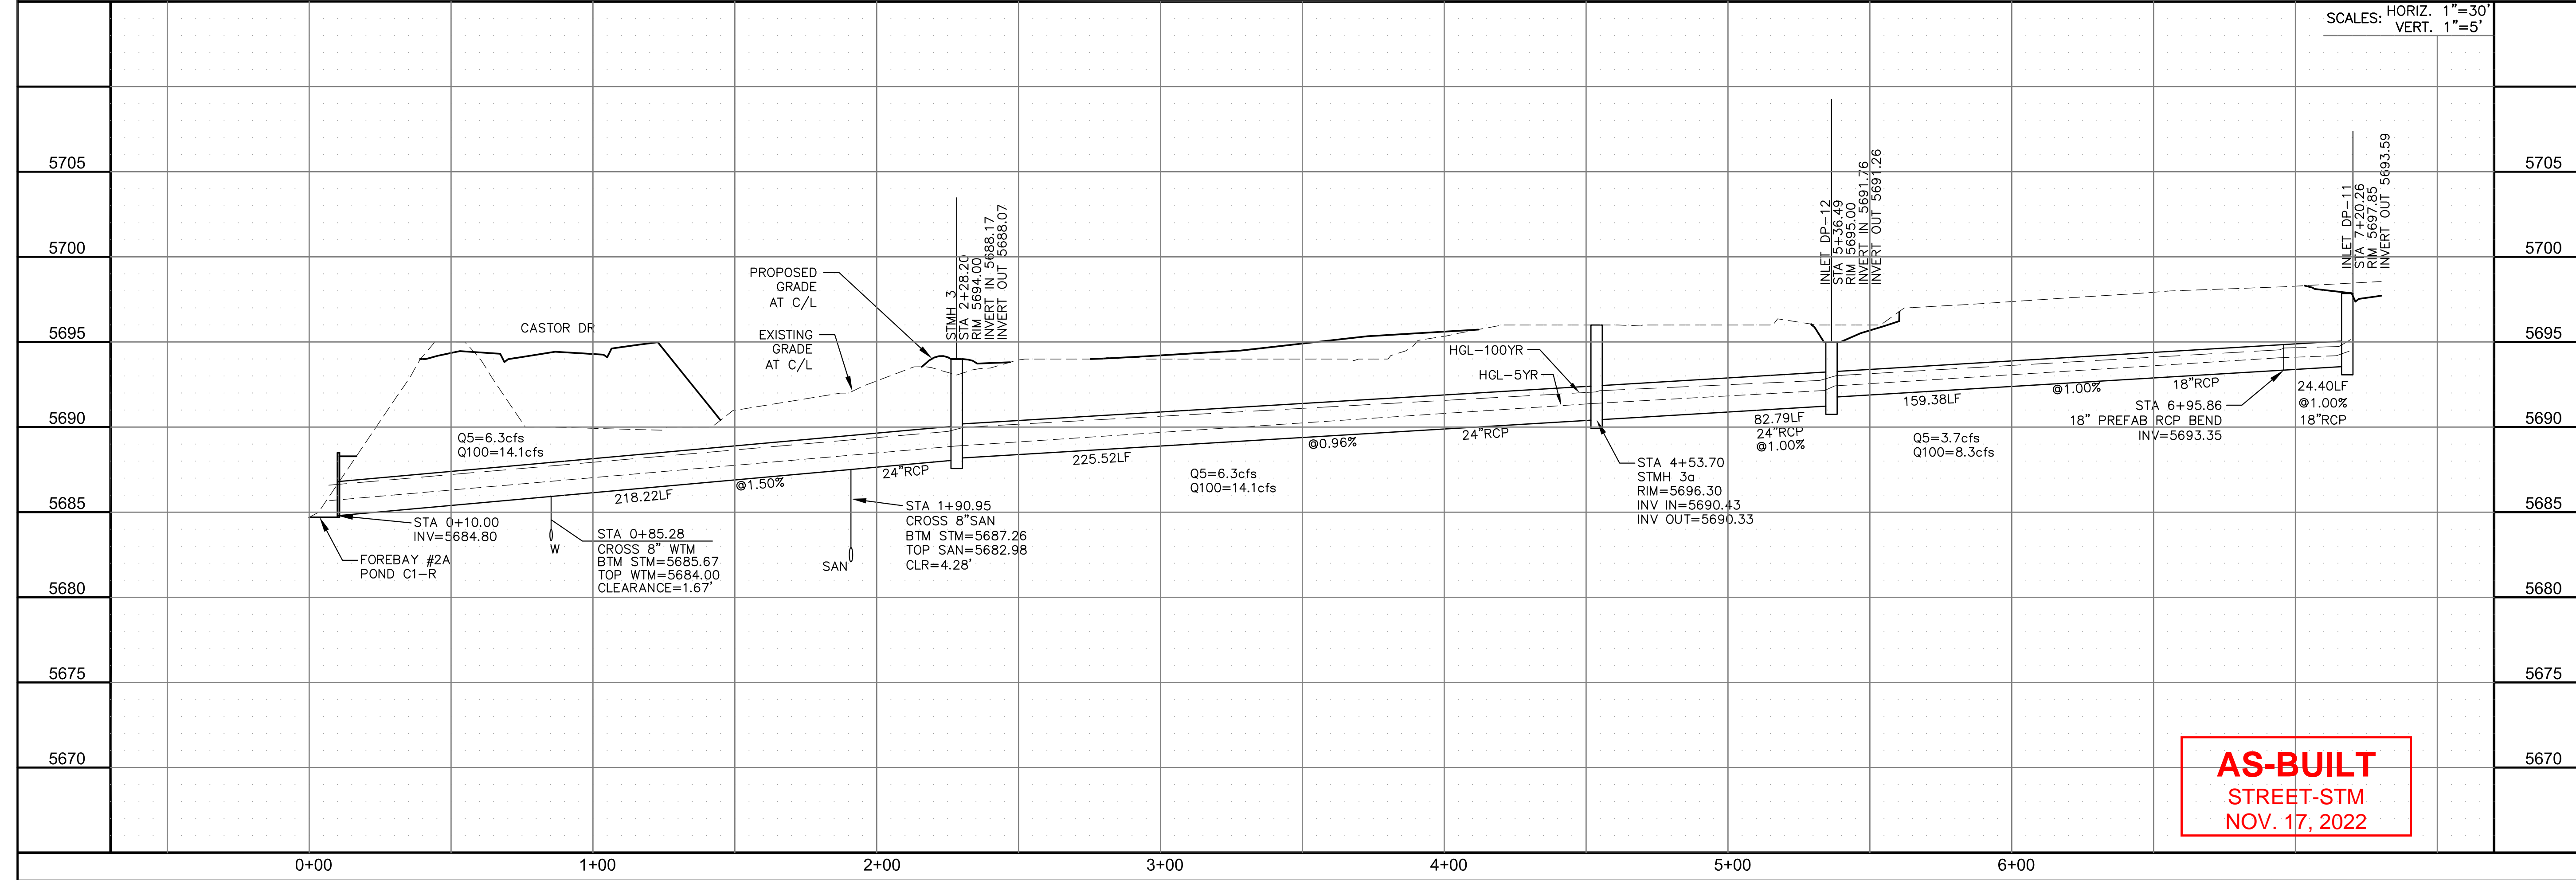 SCALES: HORIZ. 1"=30'
VERT. 1"=5'
5705
5700
5695
5690
5685
5680
5675
5670
5705
5700
5695
5690
5685
5680
5675
5670
CASTOR DR
PROPOSED
GRADE
AT C/L
EXISTING
GRADE
AT C/L
STMH 3
STA 2+28.20
RIM 5694.00
INVERT IN 5688.17
INVERT OUT 5688.07
HGL-100YR
HGL-5YR
INLET DP-12
STA 5+36.49
RIM 5695.00
INVERT IN 5691.76
INVERT OUT 5691.26
INLET DP-11
STA 7+20.26
RIM 5697.85
INVERT OUT 5693.59
Q5=6.3cfs
Q100=14.1cfs
218.22LF
@1.50%
24"RCP
225.52LF
@0.96%
24"RCP
Q5=6.3cfs
Q100=14.1cfs
82.79LF
24"RCP
@1.00%
159.38LF
@1.00%
18"RCP
Q5=3.7cfs
Q100=8.3cfs
24.40LF
@1.00%
18"RCP
STA 6+95.86
18" PREFAB RCP BEND
INV=5693.35
STA 0+10.00
INV=5684.80
FOREBAY #2A
POND C1-R
W
STA 0+85.28
CROSS 8" WTM
BTM STM=5685.67
TOP WTM=5684.00
CLEARANCE=1.67'
SAN
STA 1+90.95
CROSS 8"SAN
BTM STM=5687.26
TOP SAN=5682.98
CLR=4.28'
STA 4+53.70
STMH 3a
RIM=5696.30
INV IN=5690.43
INV OUT=5690.33
AS-BUILT
STREET-STM
NOV. 17, 2022
0+00
1+00
2+00
3+00
4+00
5+00
6+00